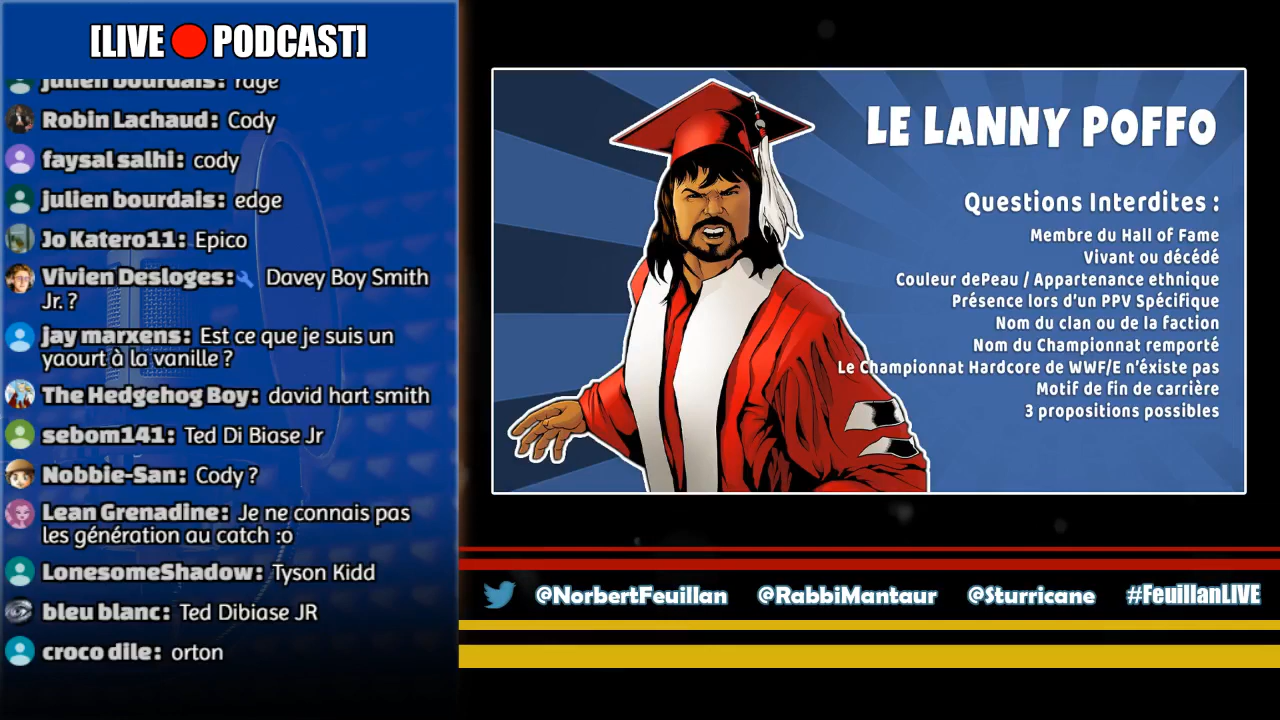 [LIVE PODCAST]
julien bourdais: rage
Robin Lachaud: Cody
faysal salhi: cody
julien bourdais: edge
Jo Katero11: Epico
Vivien Desloges: Davey Boy Smith
Jr. ?
jay marxens: Est ce que je suis un
yaourt à la vanille ?
The Hedgehog Boy: david hart smith
sebom141: Ted Di Biase Jr
Nobbie-San: Cody ?
Lean Grenadine: Je ne connais pas
les génération au catch :o
LonesomeShadow: Tyson Kidd
bleu blanc: Ted Dibiase JR
croco dile: orton
LE LANNY POFFO
Questions Interdites :
Membre du Hall of Fame
Vivant ou décédé
Couleur dePeau / Appartenance ethnique
Présence lors d'un PPV Spécifique
Nom du clan ou de la faction
Nom du Championnat remporté
Le Championnat Hardcore de WWF/E n'éxiste pas
Motif de fin de carrière
3 propositions possibles
@NorbertFeuillan @RabbiMantaur @Sturricane #FeuillanLIVE